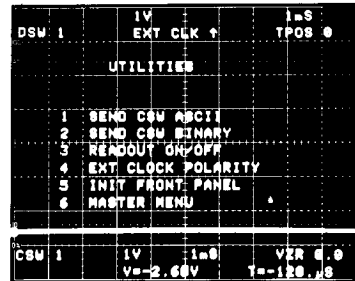 1V 1mS
DSW 1 EXT CLK ↑ TPOS 0
UTILITIES
1 SEND CSW ASCII
2 SEND CSW BINARY
3 READOUT ON/OFF
4 EXT CLOCK POLARITY
5 INIT FRONT PANEL
6 MASTER MENU
CSW 1 1V 1mS VZR 0.0
V=-2.60V T=-120.µS